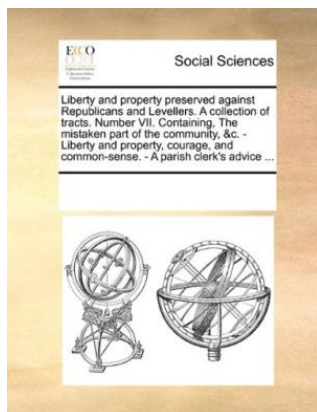 ECCO
Social Sciences
Liberty and property preserved against
Republicans and Levellers. A collection of
tracts. Number VII. Containing, The
mistaken part of the community, &c. -
Liberty and property, courage, and
common-sense. - A parish clerk's advice ...